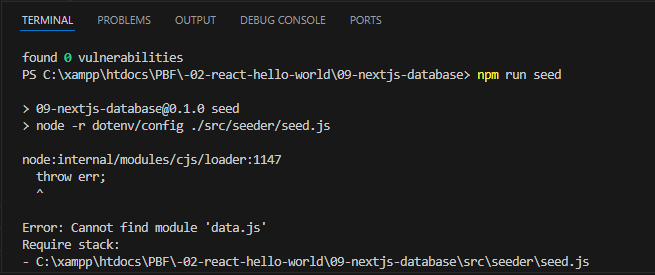 TERMINAL PROBLEMS OUTPUT DEBUG CONSOLE PORTS
found 0 vulnerabilities
PS C:\xampp\htdocs\PBF\-02-react-hello-world\09-nextjs-database> npm run seed
> 09-nextjs-database@0.1.0 seed
> node -r dotenv/config ./src/seeder/seed.js
node:internal/modules/cjs/loader:1147
throw err;
^
Error: Cannot find module 'data.js'
Require stack:
- C:\xampp\htdocs\PBF\-02-react-hello-world\09-nextjs-database\src\seeder\seed.js